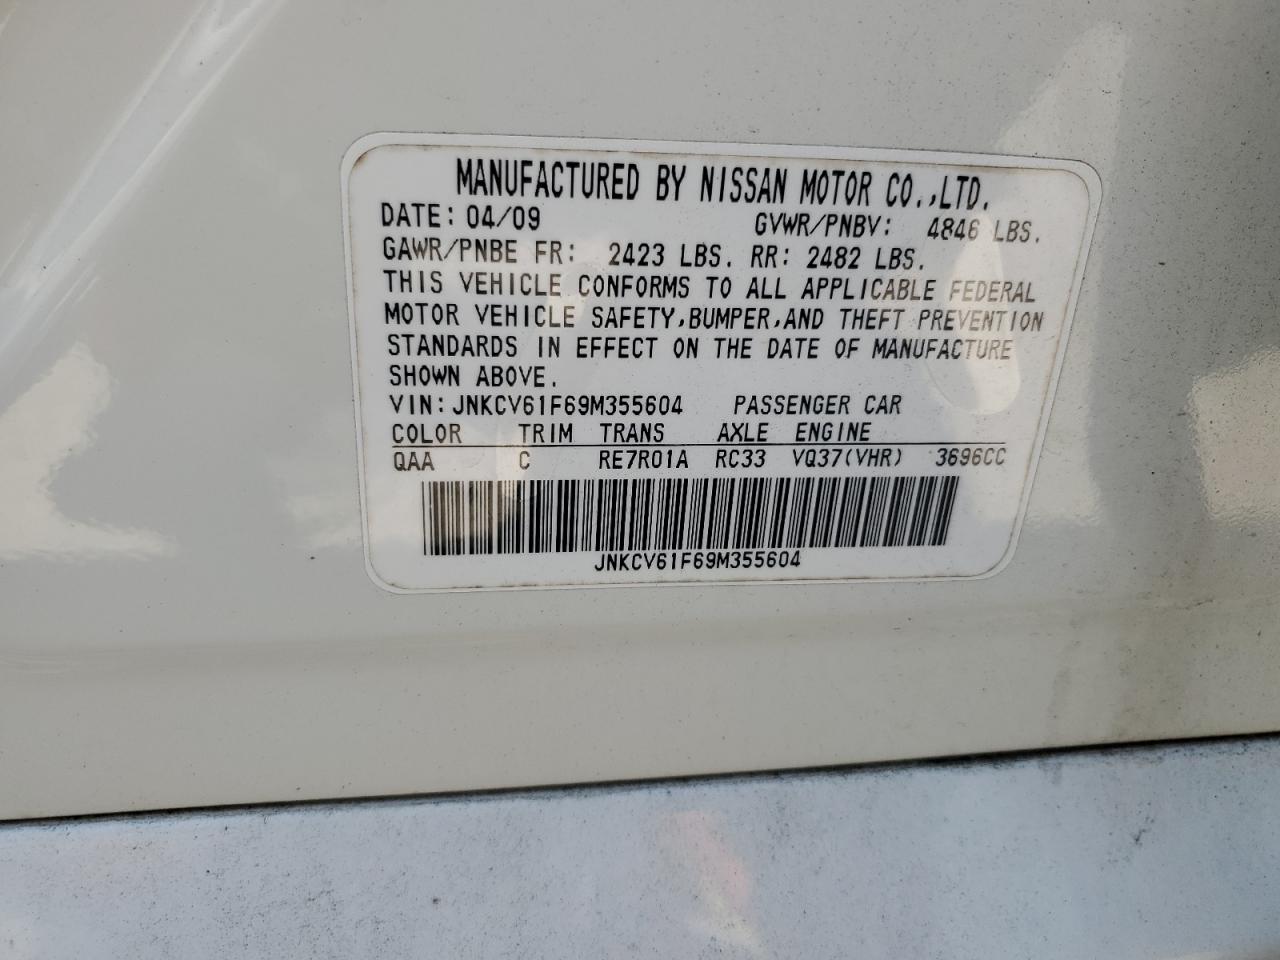 MANUFACTURED BY NISSAN MOTOR CO.,LTD.
DATE: 04/09 GVWR/PNBV: 4846 LBS.
GAWR/PNBE FR: 2423 LBS. RR: 2482 LBS.
THIS VEHICLE CONFORMS TO ALL APPLICABLE FEDERAL
MOTOR VEHICLE SAFETY,BUMPER,AND THEFT PREVENTION
STANDARDS IN EFFECT ON THE DATE OF MANUFACTURE
SHOWN ABOVE.
VIN: JNKCV61F69M355604 PASSENGER CAR
COLOR TRIM TRANS AXLE ENGINE
QAA C RE7R01A RC33 VQ37(VHR) 3696CC
JNKCV61F69M355604